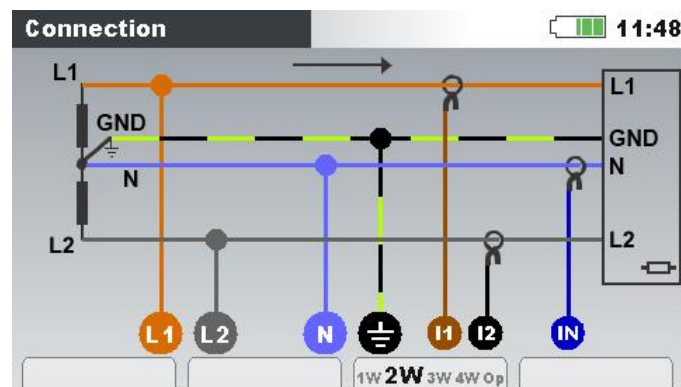 Connection 11:48
L1 L1
GND GND
N N
L2 L2
L1 L2 N I1 I2 IN
1W 2W 3W 4W Op